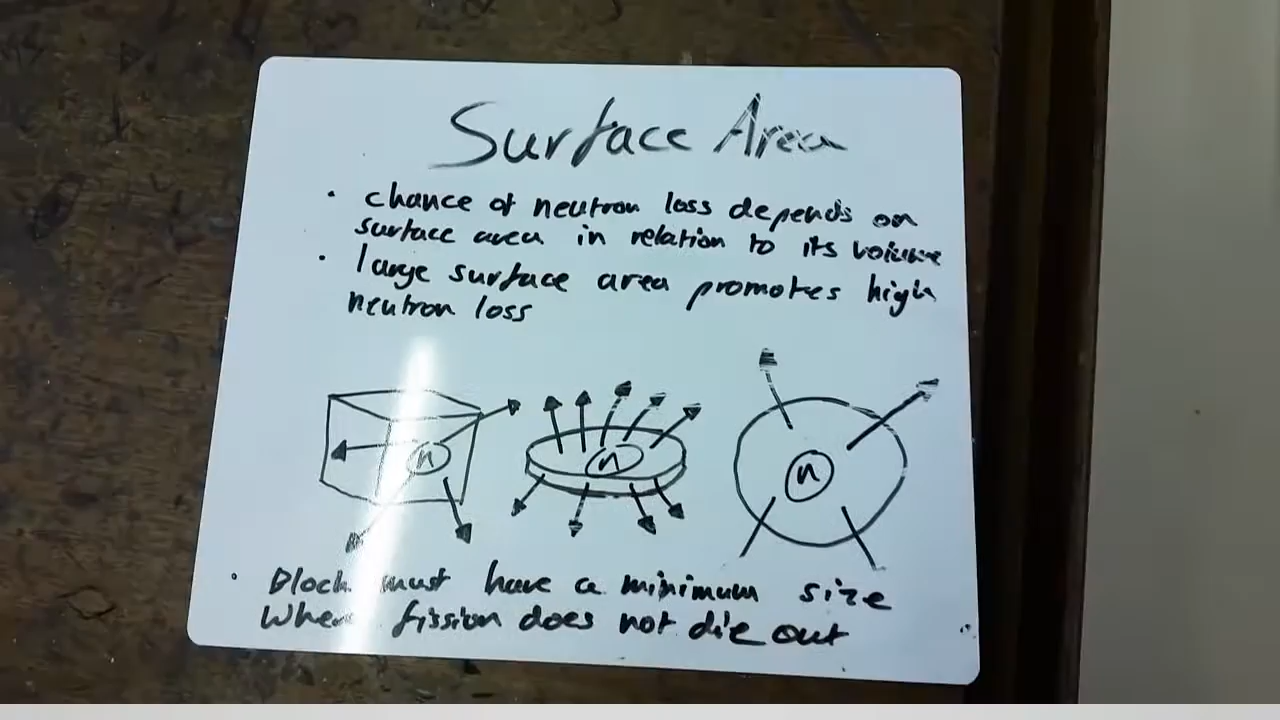 Surface Area
• chance of neutron loss depends on
surface area in relation to its volume
• large surface area promotes high
neutron loss
n
n
n
• Block must have a minimum size
Where fission does not die out